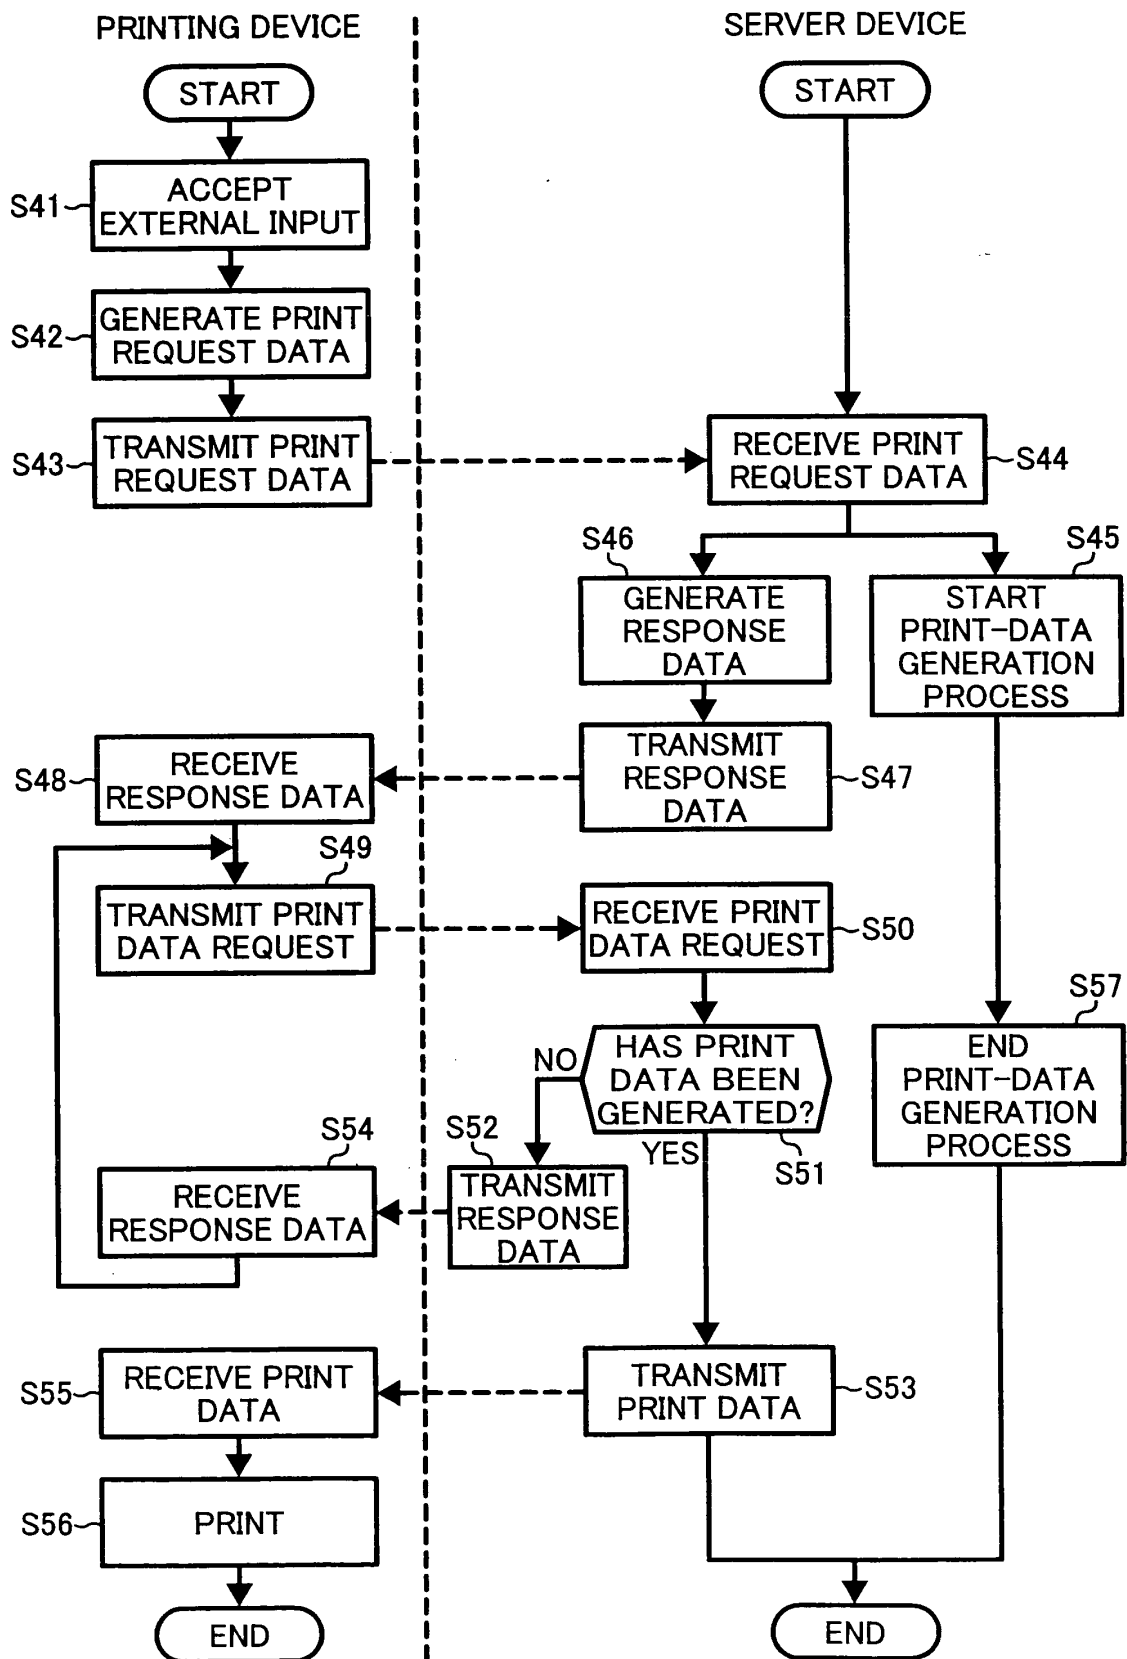 PRINTING DEVICE
SERVER DEVICE
START
START
S41
ACCEPT
EXTERNAL INPUT
S42
GENERATE PRINT
REQUEST DATA
S43
TRANSMIT PRINT
REQUEST DATA
RECEIVE PRINT
REQUEST DATA
S44
S46
S45
GENERATE
RESPONSE
DATA
START
PRINT-DATA
GENERATION
PROCESS
S48
RECEIVE
RESPONSE DATA
TRANSMIT
RESPONSE
DATA
S47
S49
TRANSMIT PRINT
DATA REQUEST
RECEIVE PRINT
DATA REQUEST
S50
S57
NO
HAS PRINT
DATA BEEN
GENERATED?
YES
S51
END
PRINT-DATA
GENERATION
PROCESS
S54
S52
RECEIVE
RESPONSE DATA
TRANSMIT
RESPONSE
DATA
S55
RECEIVE PRINT
DATA
TRANSMIT
PRINT DATA
S53
S56
PRINT
END
END